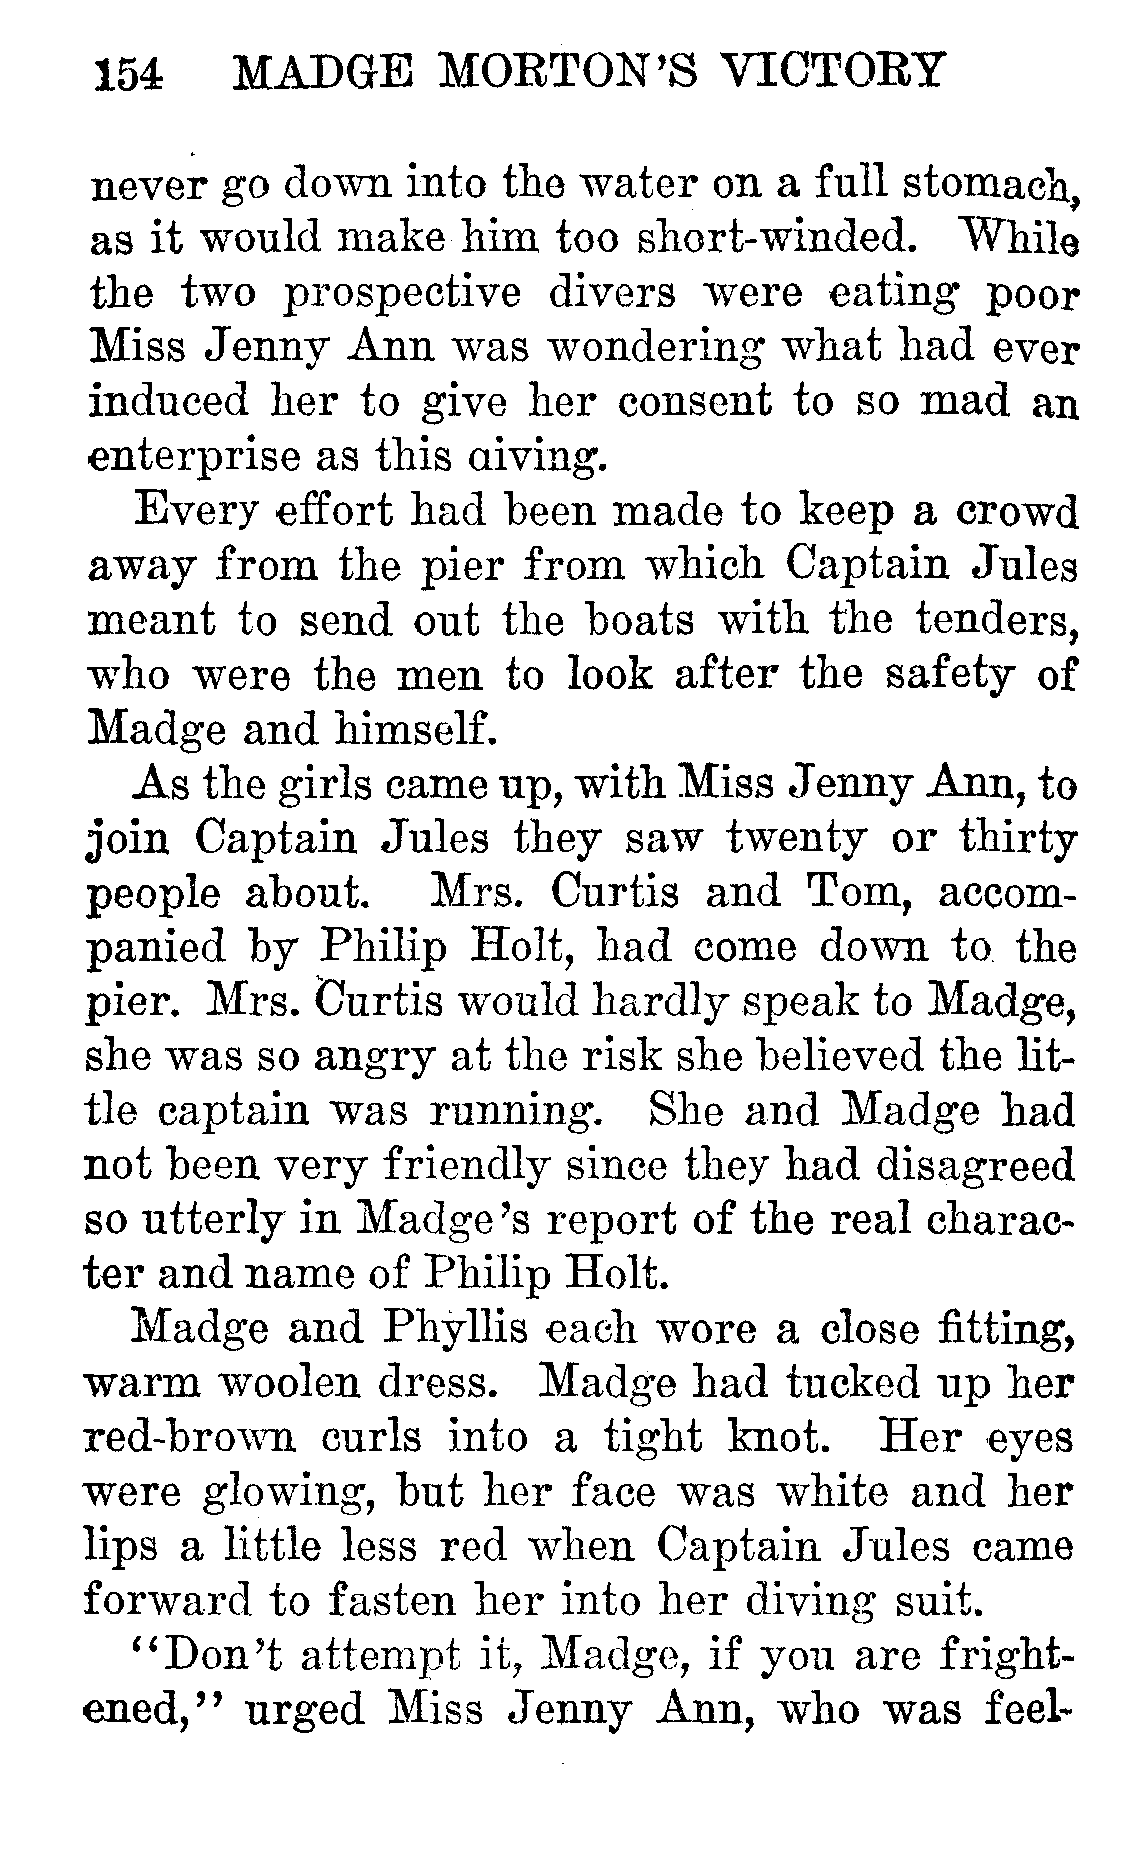 154 MADGE MORTON'S VICTORY
never go down into the water on a full stomach,
as it would make him too short-winded. While
the two prospective divers were eating poor
Miss Jenny Ann was wondering what had ever
induced her to give her consent to so mad an
enterprise as this diving.
Every effort had been made to keep a crowd
away from the pier from which Captain Jules
meant to send out the boats with the tenders,
who were the men to look after the safety of
Madge and himself.
As the girls came up, with Miss Jenny Ann, to
join Captain Jules they saw twenty or thirty
people about. Mrs. Curtis and Tom, accom-
panied by Philip Holt, had come down to the
pier. Mrs. Curtis would hardly speak to Madge,
she was so angry at the risk she believed the lit-
tle captain was running. She and Madge had
not been very friendly since they had disagreed
so utterly in Madge's report of the real charac-
ter and name of Philip Holt.
Madge and Phyllis each wore a close fitting,
warm woolen dress. Madge had tucked up her
red-brown curls into a tight knot. Her eyes
were glowing, but her face was white and her
lips a little less red when Captain Jules came
forward to fasten her into her diving suit.
"Don't attempt it, Madge, if you are fright-
ened," urged Miss Jenny Ann, who was feel-